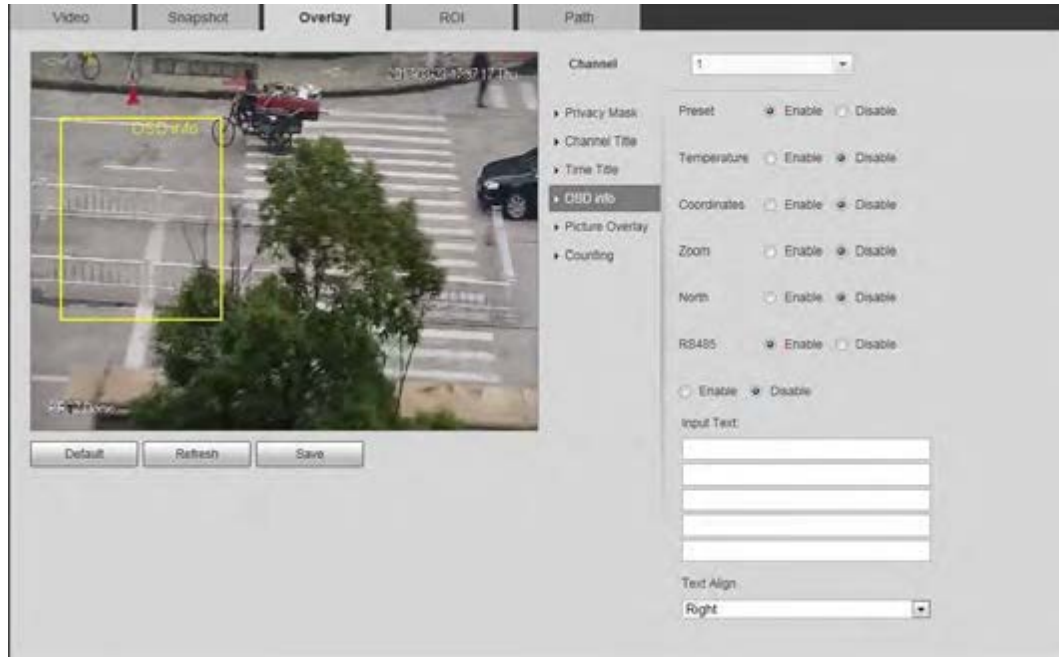 Video Snapshot Overlay ROI Path
Channel 1
OSD info
Privacy Mask
Channel Title
Time Title
OSD info
Picture Overlay
Counting
Preset Enable Disable
Temperature Enable Disable
Coordinates Enable Disable
Zoom Enable Disable
North Enable Disable
RS485 Enable Disable
Enable Disable
Input Text:
Text Align
Right
Default Refresh Save